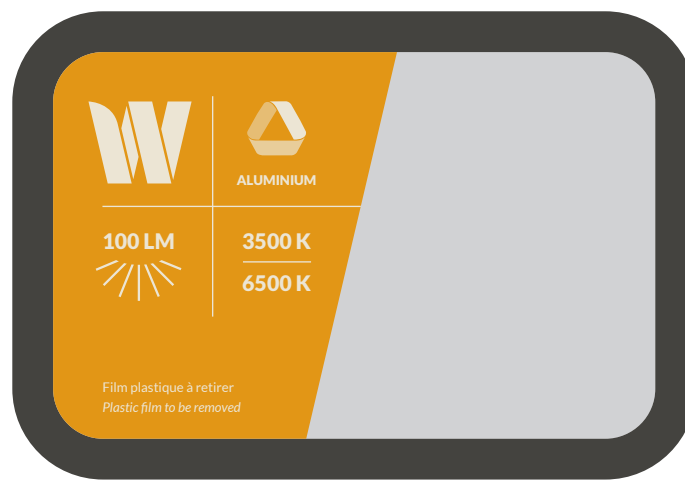 W
ALUMINIUM
100 LM
3500 K
6500 K
Film plastique à retirer
Plastic film to be removed